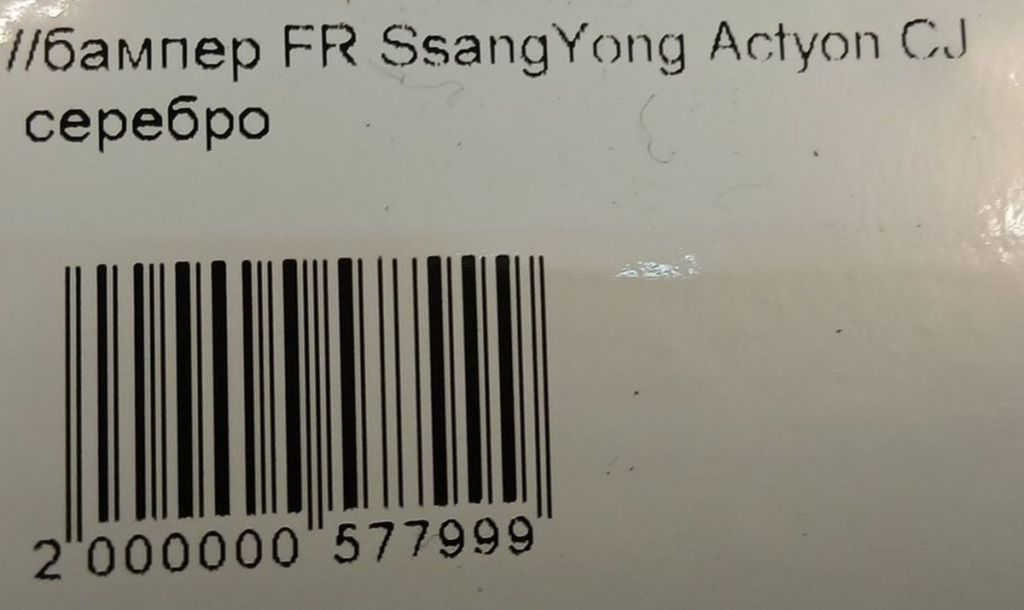 //бампер FR SsangYong Actyon CJ
серебро
2 000000 577999